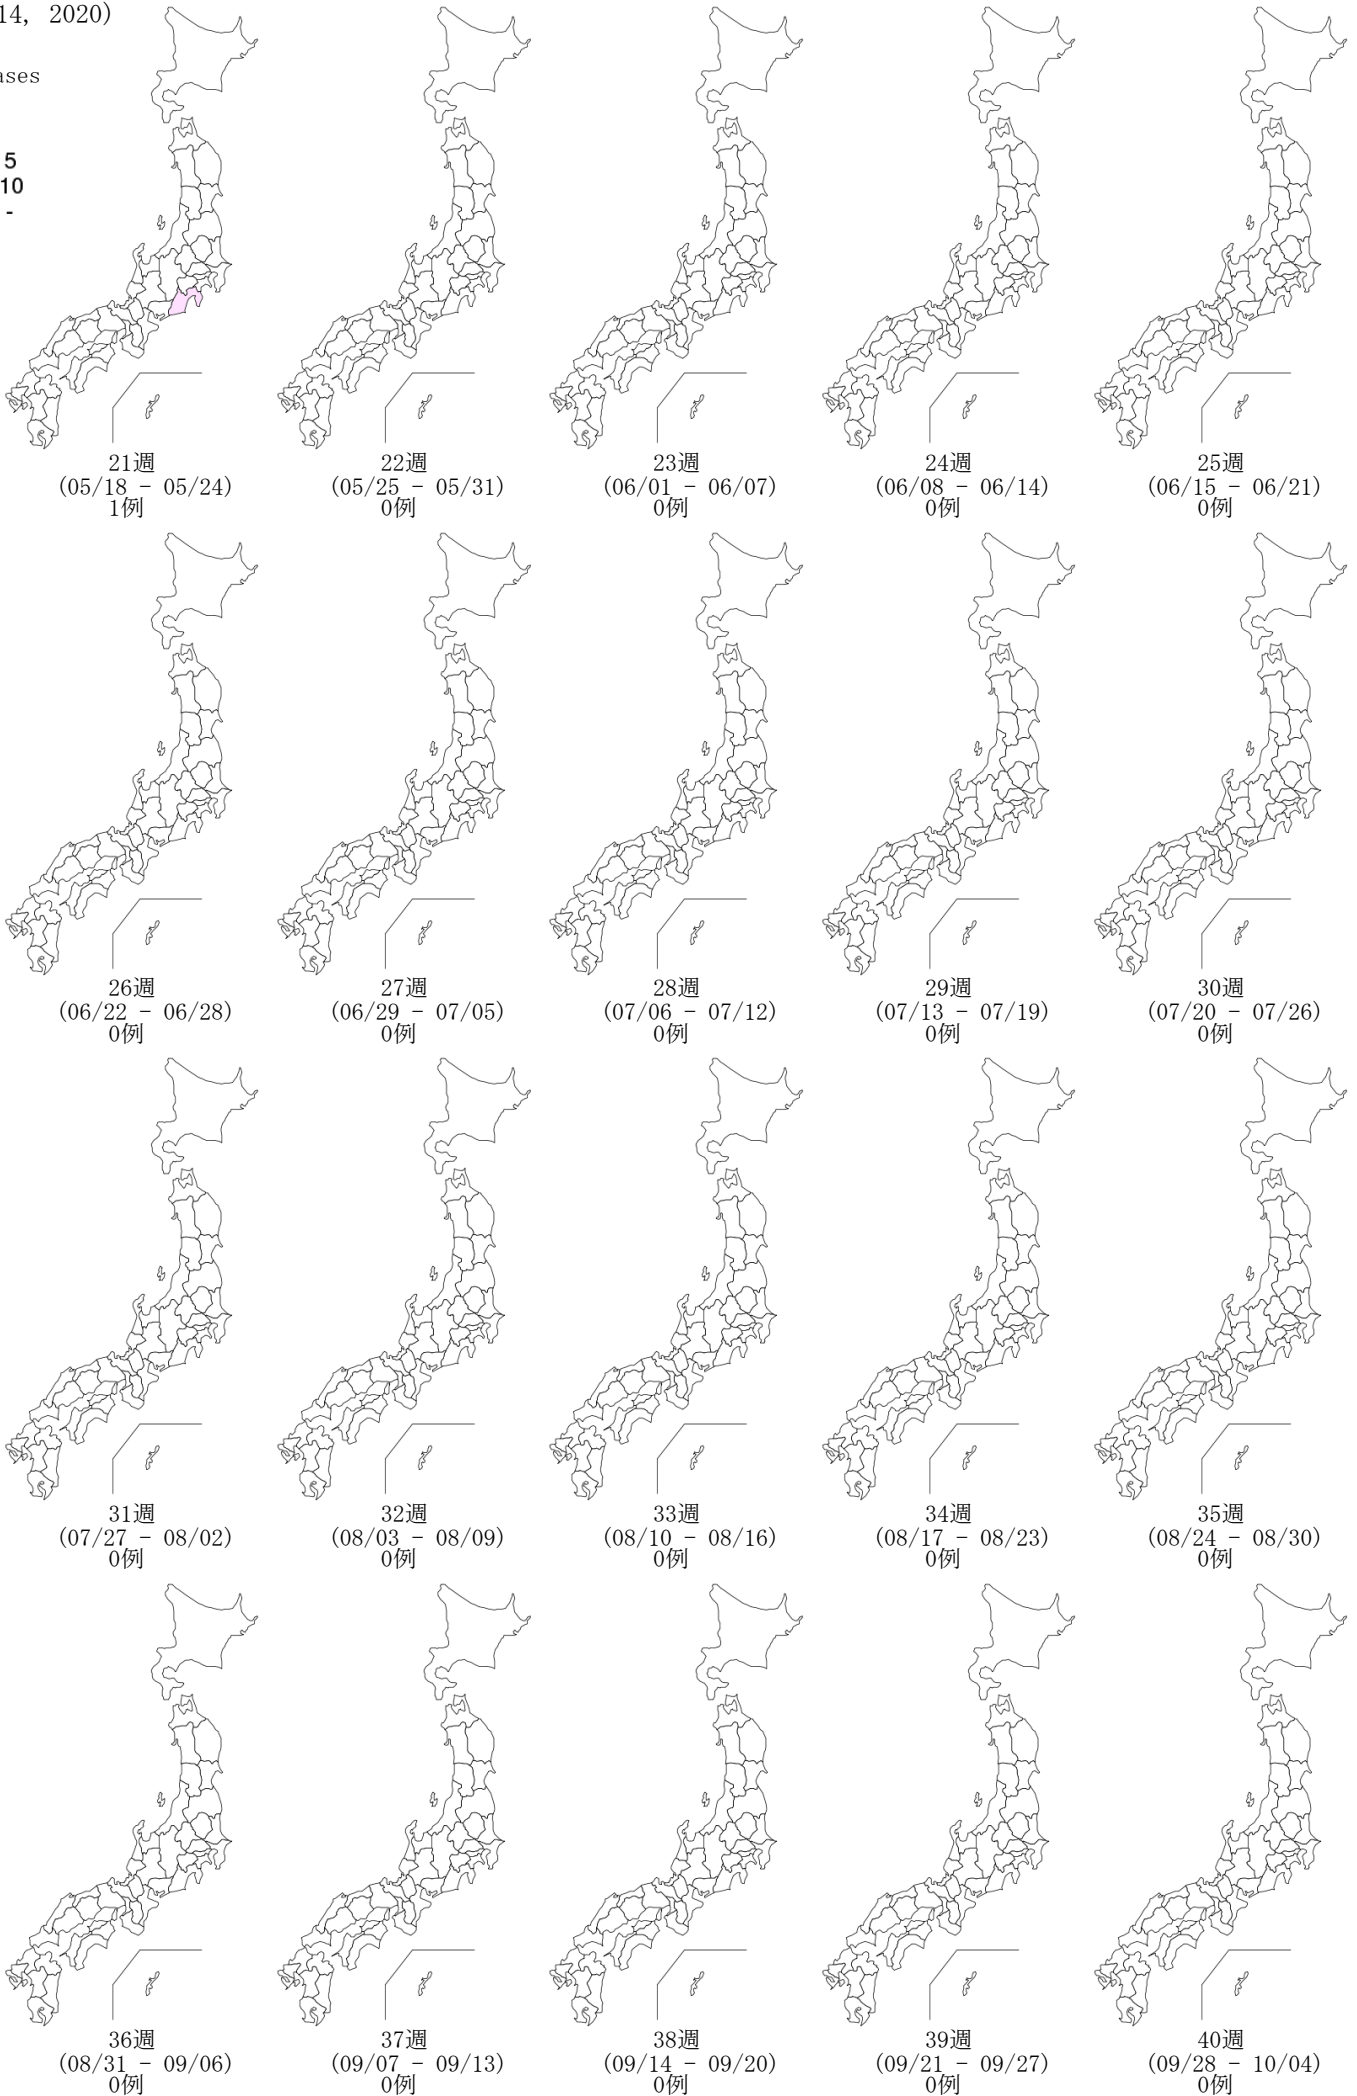 14, 2020)
ases
5
10
-
21週
(05/18 - 05/24)
1例
22週
(05/25 - 05/31)
0例
23週
(06/01 - 06/07)
0例
24週
(06/08 - 06/14)
0例
25週
(06/15 - 06/21)
0例
26週
(06/22 - 06/28)
0例
27週
(06/29 - 07/05)
0例
28週
(07/06 - 07/12)
0例
29週
(07/13 - 07/19)
0例
30週
(07/20 - 07/26)
0例
31週
(07/27 - 08/02)
0例
32週
(08/03 - 08/09)
0例
33週
(08/10 - 08/16)
0例
34週
(08/17 - 08/23)
0例
35週
(08/24 - 08/30)
0例
36週
(08/31 - 09/06)
0例
37週
(09/07 - 09/13)
0例
38週
(09/14 - 09/20)
0例
39週
(09/21 - 09/27)
0例
40週
(09/28 - 10/04)
0例